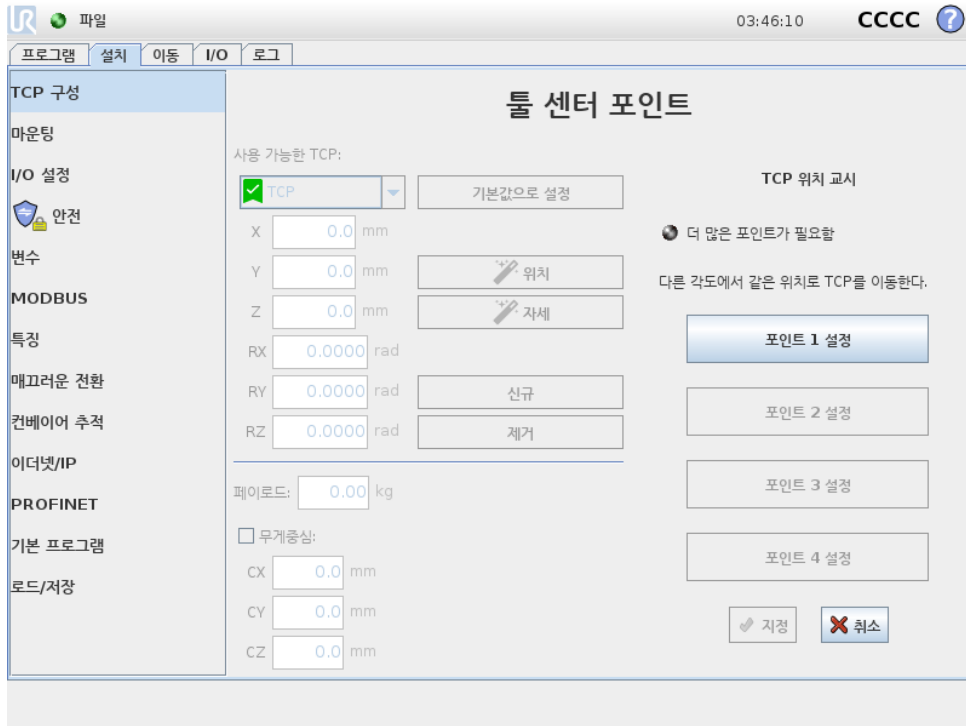 UR 파일 03:46:10 CCCC ?
프로그램 설치 이동 I/O 로그
TCP 구성
마운팅
I/O 설정
안전
변수
MODBUS
특징
매끄러운 전환
컨베이어 추적
이더넷/IP
PROFINET
기본 프로그램
로드/저장
툴 센터 포인트
사용 가능한 TCP:
TCP 기본값으로 설정
X 0.0 mm
Y 0.0 mm 위치
Z 0.0 mm 자세
RX 0.0000 rad
RY 0.0000 rad 신규
RZ 0.0000 rad 제거
페이로드: 0.00 kg
무게중심:
CX 0.0 mm
CY 0.0 mm
CZ 0.0 mm
TCP 위치 교시
더 많은 포인트가 필요함
다른 각도에서 같은 위치로 TCP를 이동한다.
포인트 1 설정
포인트 2 설정
포인트 3 설정
포인트 4 설정
지정 취소